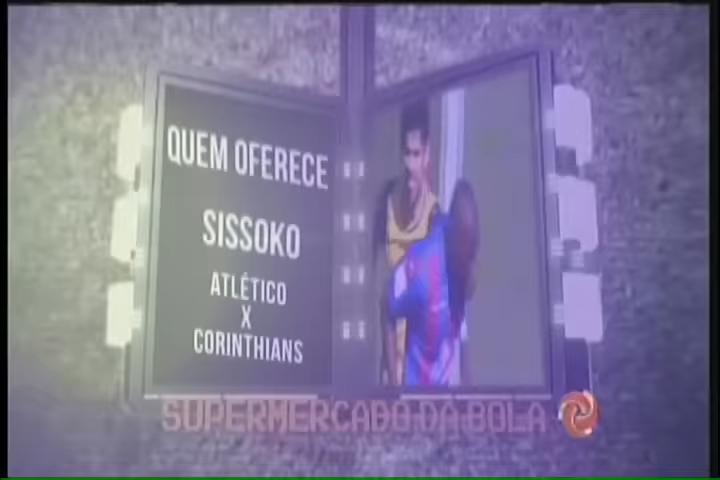 QUEM OFERECE
SISSOKO
ATLÉTICO
X
CORINTHIANS
SUPERMERCADO DA BOLA